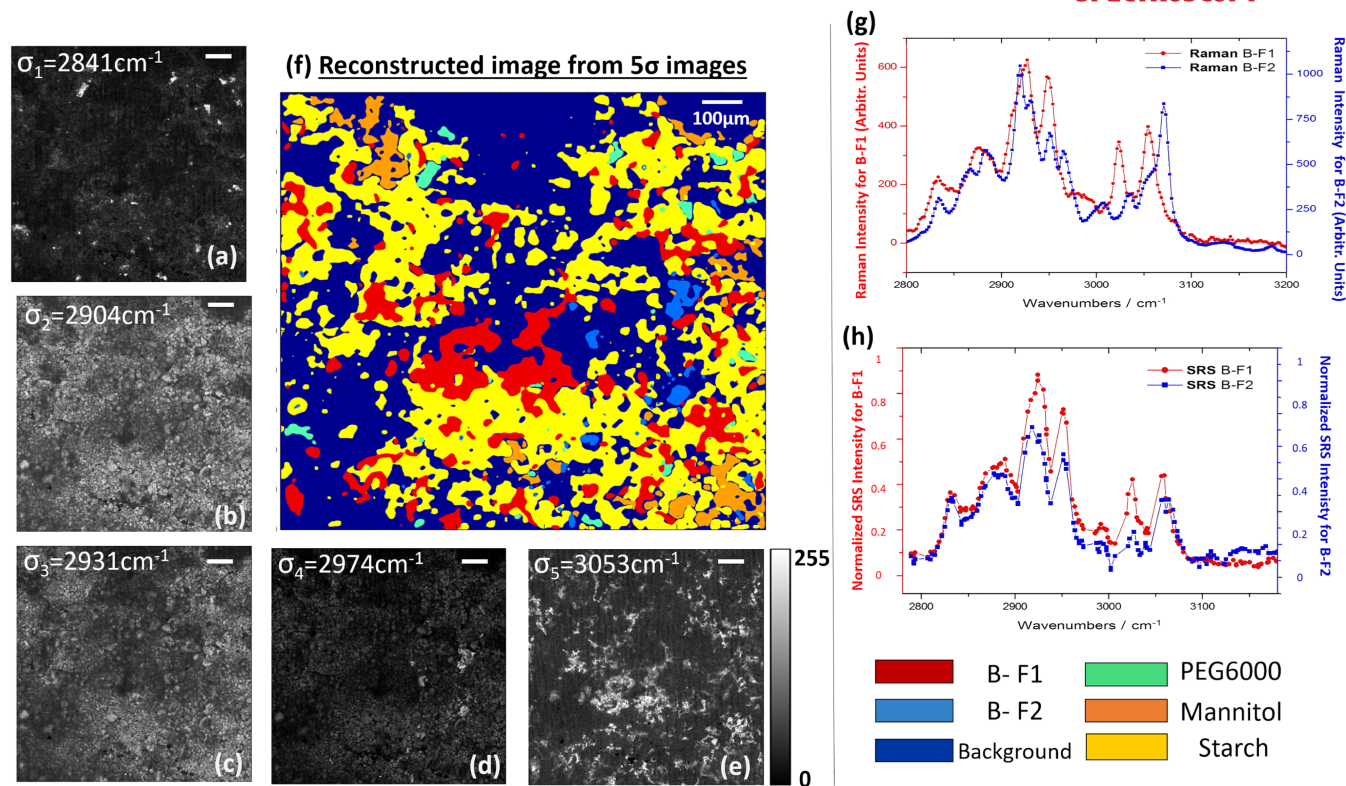 (g)
σ1=2841cm-1
(a)
(f) Reconstructed image from 5σ images
100µm
σ2=2904cm-1
(b)
σ3=2931cm-1
(c)
σ4=2974cm-1
(d)
σ5=3053cm-1
(e)
255
0
Raman Intensity for B-F1 (Arbitr. Units)
600
400
200
0
Raman B-F1
Raman B-F2
1000
750
500
250
0
Raman Intensity for B-F2 (Arbitr. Units)
2800 2900 3000 3100 3200
Wavenumbers / cm-1
(h)
Normalized SRS Intensity for B-F1
1
0.8
0.6
0.4
0.2
0
SRS B-F1
SRS B-F2
1
0.8
0.6
0.4
0.2
0
Normalized SRS Intenisty for B-F2
2800 2900 3000 3100
Wavenumbers / cm-1
B- F1
PEG6000
B- F2
Mannitol
Background
Starch